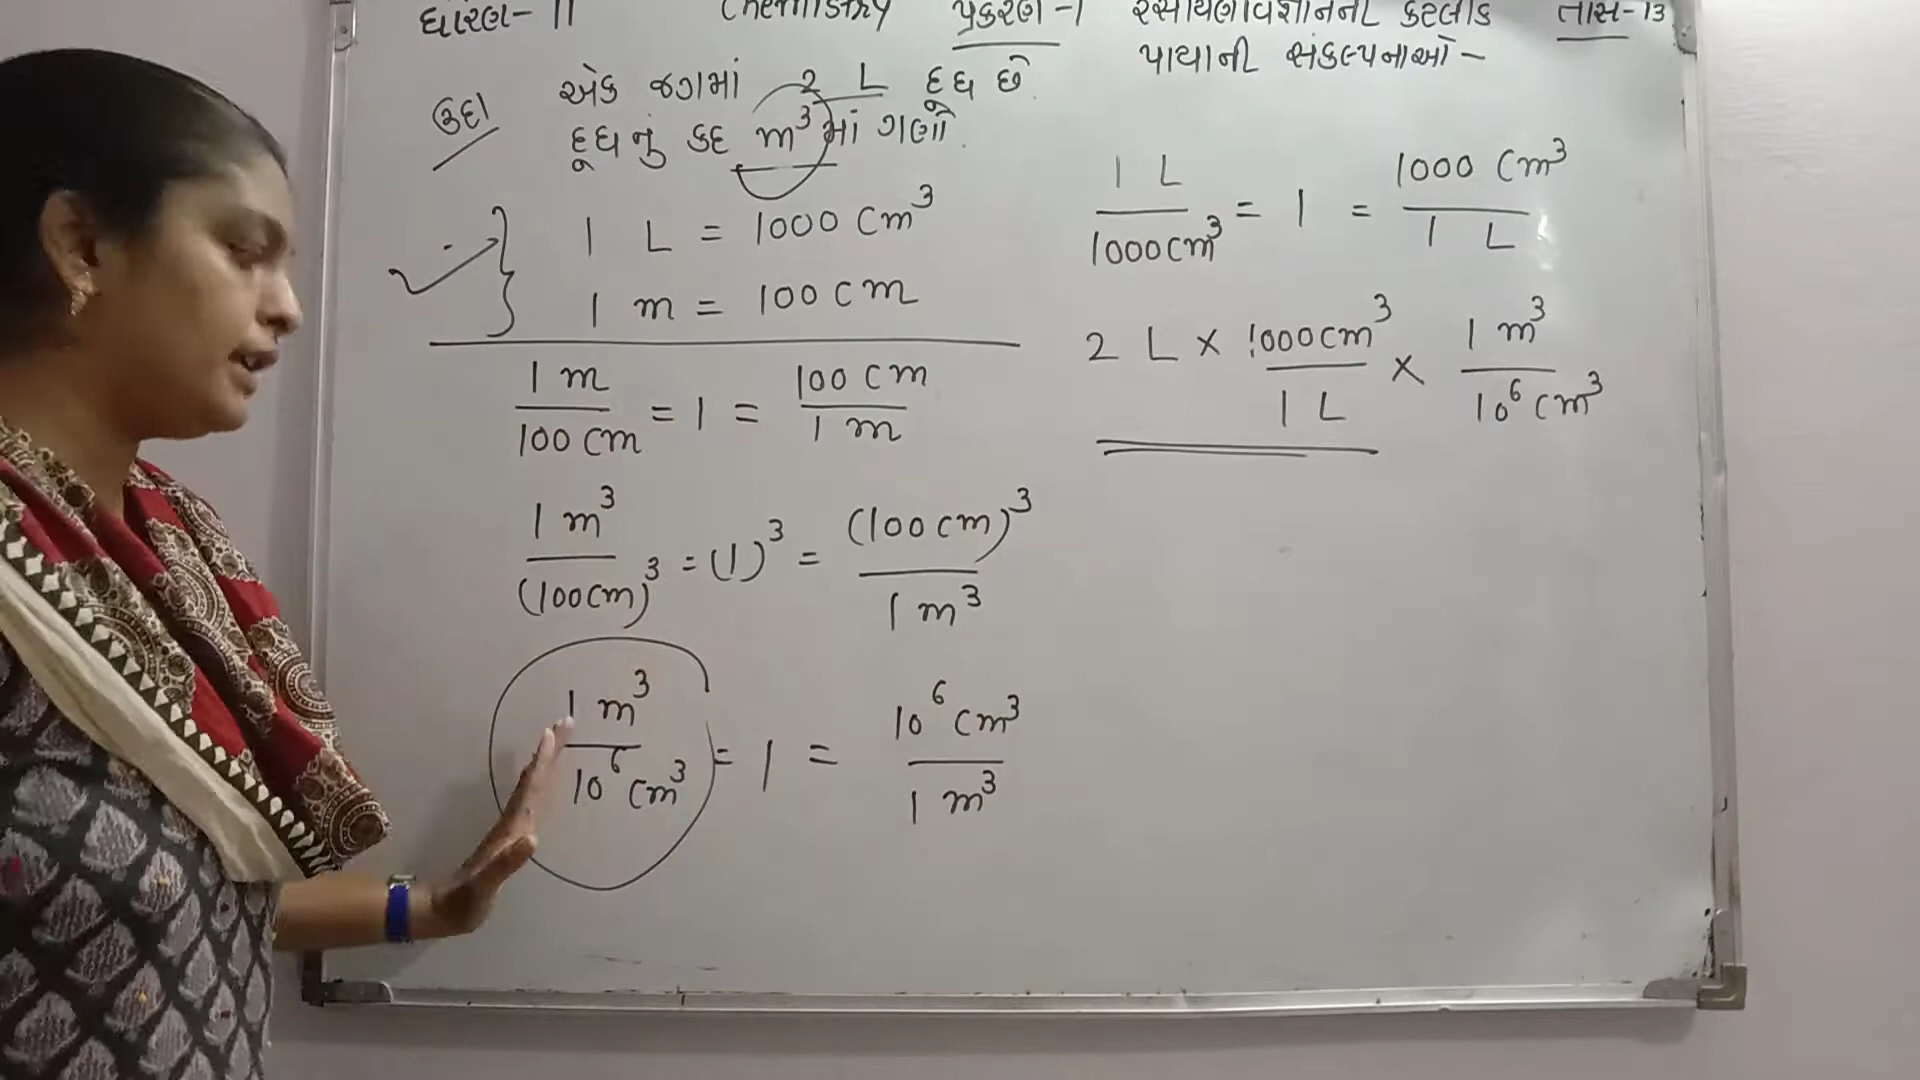 ધોરણ - 11 Chemistry પ્રકરણ - 1 રસાયણવિજ્ઞાનની કેટલીક તાસ - 13
પાયાની સંકલ્પનાઓ -
ઉદા એક જગમાં 2 L દૂધ છે.
દૂધનું કદ m³ માં ગણો.
1 L = 1000 cm³
1 m = 100 cm
1 m / 100 cm = 1 = 100 cm / 1 m
1 m³ / (100 cm)³ = (1)³ = (100 cm)³ / 1 m³
1 m³ / 10⁶ cm³ = 1 = 10⁶ cm³ / 1 m³
1 L / 1000 cm³ = 1 = 1000 cm³ / 1 L
2 L × 1000 cm³ / 1 L × 1 m³ / 10⁶ cm³